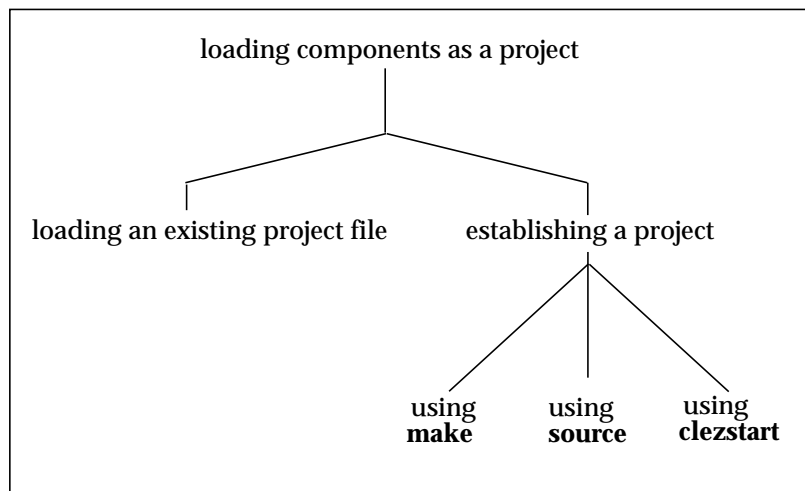 loading components as a project
loading an existing project file
establishing a project
using
make
using
source
using
clezstart